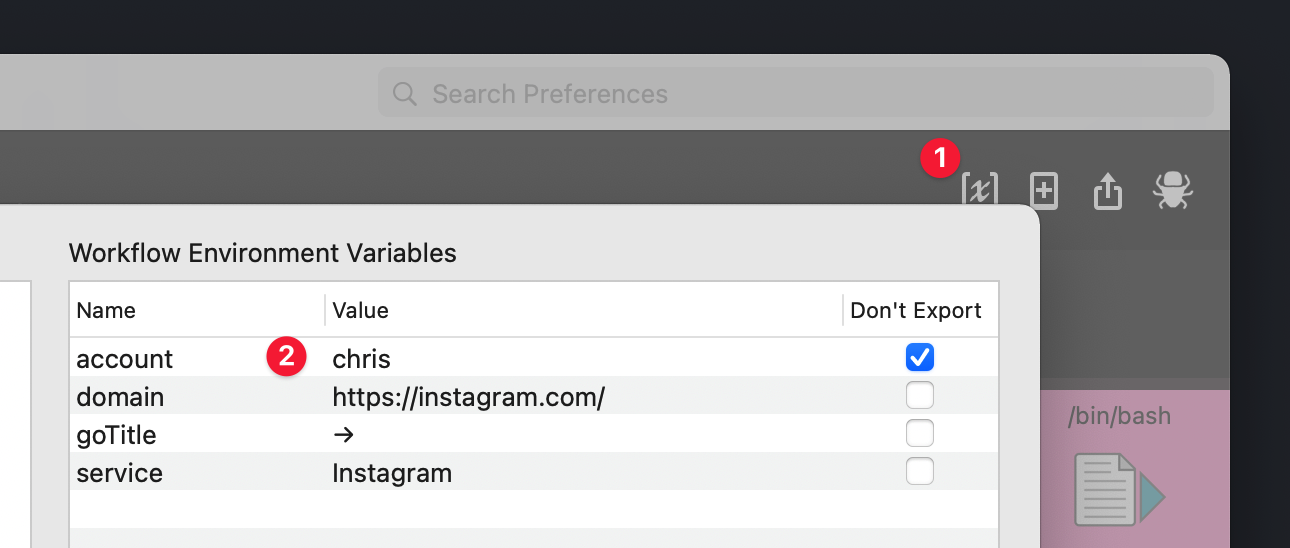 Search Preferences
1
[x]
Workflow Environment Variables
Name Value Don't Export
account 2 chris
domain https://instagram.com/
goTitle →
service Instagram
/bin/bash